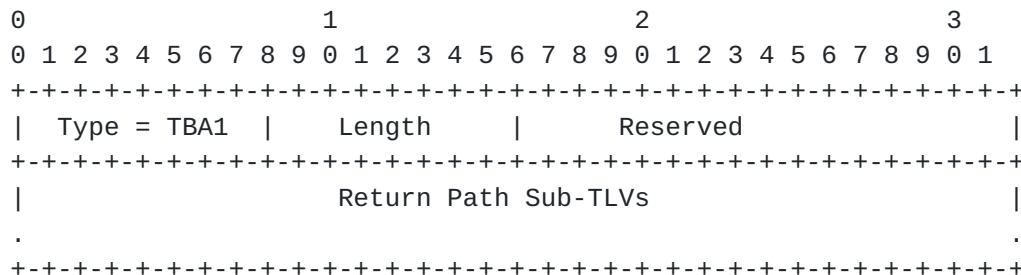 0                   1                   2                   3
0 1 2 3 4 5 6 7 8 9 0 1 2 3 4 5 6 7 8 9 0 1 2 3 4 5 6 7 8 9 0 1
+-+-+-+-+-+-+-+-+-+-+-+-+-+-+-+-+-+-+-+-+-+-+-+-+-+-+-+-+-+-+-+-+
|  Type = TBA1  |    Length     |      Reserved                 |
+-+-+-+-+-+-+-+-+-+-+-+-+-+-+-+-+-+-+-+-+-+-+-+-+-+-+-+-+-+-+-+-+
|                    Return Path Sub-TLVs                       |
.                                                               .
+-+-+-+-+-+-+-+-+-+-+-+-+-+-+-+-+-+-+-+-+-+-+-+-+-+-+-+-+-+-+-+-+